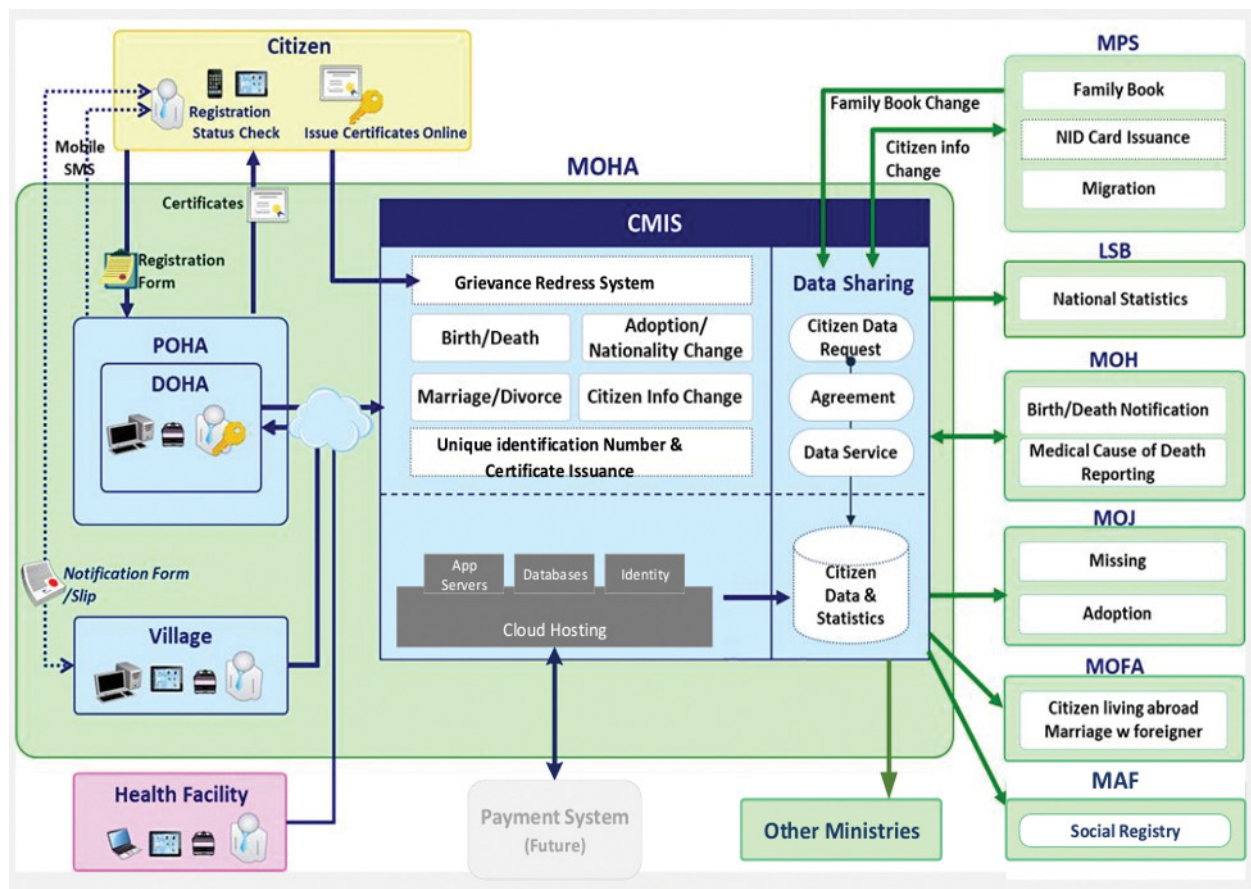 Citizen
Registration
Status Check
Issue Certificates Online
Mobile
SMS
Certificates
Registration
Form
MOHA
POHA
DOHA
Notification Form
/Slip
Village
Health Facility
CMIS
Grievance Redress System
Birth/Death
Adoption/
Nationality Change
Marriage/Divorce
Citizen Info Change
Unique identification Number &
Certificate Issuance
Data Sharing
Citizen Data
Request
Agreement
Data Service
App
Servers
Databases
Identity
Cloud Hosting
Citizen
Data &
Statistics
Payment System
(Future)
Other Ministries
Family Book Change
Citizen info
Change
MPS
Family Book
NID Card Issuance
Migration
LSB
National Statistics
MOH
Birth/Death Notification
Medical Cause of Death
Reporting
MOJ
Missing
Adoption
MOFA
Citizen living abroad
Marriage w foreigner
MAF
Social Registry